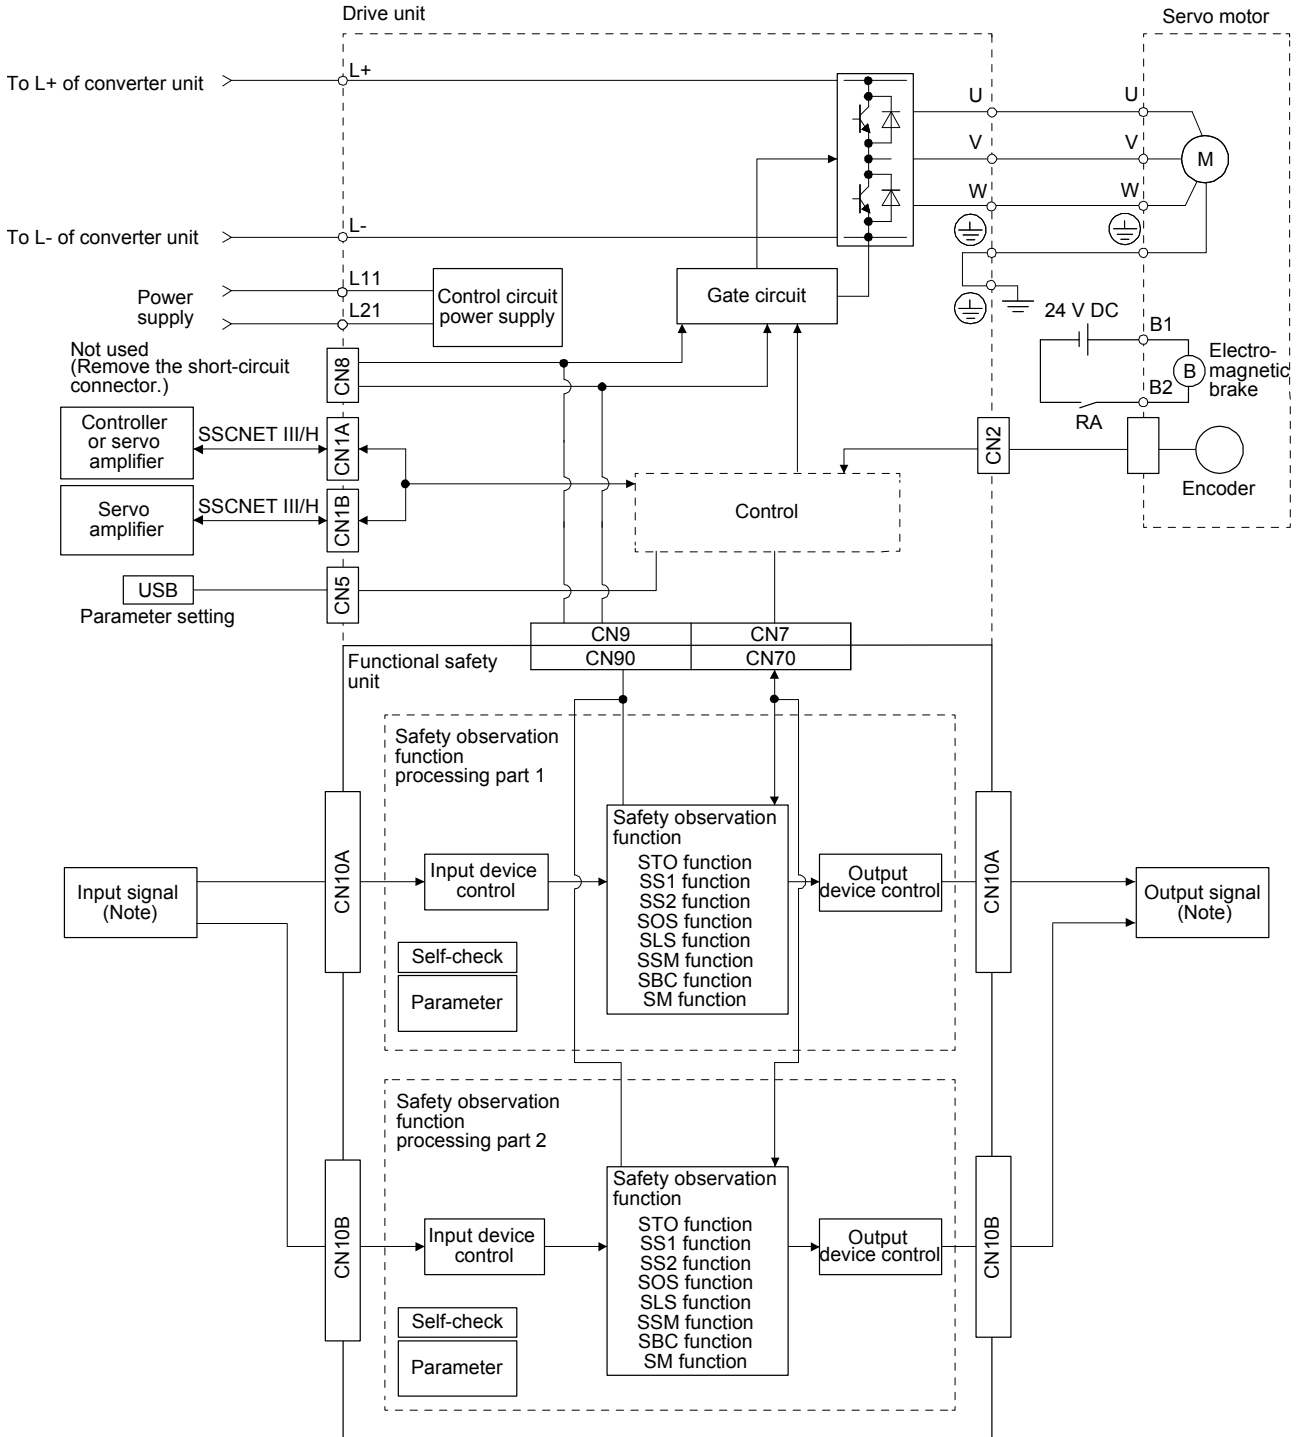 Drive unit
Servo motor
To L+ of converter unit
L+
U
U
V
V
M
W
W
To L- of converter unit
L-
Power
supply
L11
L21
Control circuit
power supply
Gate circuit
24 V DC
B1
B
B2
RA
Electro-
magnetic
brake
Not used
(Remove the short-circuit
connector.)
CN8
Controller
or servo
amplifier
SSCNET III/H
CN1A
CN2
Encoder
Servo
amplifier
SSCNET III/H
CN1B
Control
USB
Parameter setting
CN5
CN9
CN7
CN90
CN70
Functional safety
unit
Safety observation
function
processing part 1
Input signal
(Note)
CN10A
Input device
control
Safety observation
function
STO function
SS1 function
SS2 function
SOS function
SLS function
SSM function
SBC function
SM function
Output
device control
CN10A
Output signal
(Note)
Self-check
Parameter
Safety observation
function
processing part 2
CN10B
Input device
control
Safety observation
function
STO function
SS1 function
SS2 function
SOS function
SLS function
SSM function
SBC function
SM function
Output
device control
CN10B
Self-check
Parameter